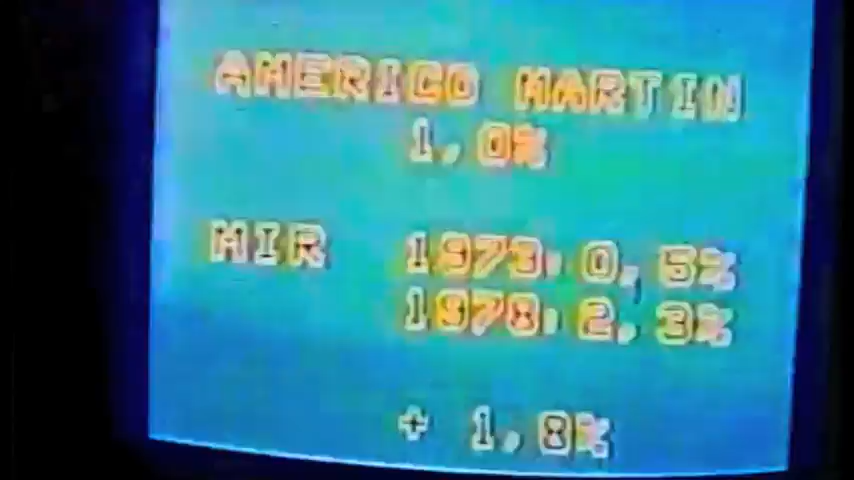 AMERICO MARTIN
1,0%
MIR 1973: 0,5%
1978: 2,3%
+ 1,8%